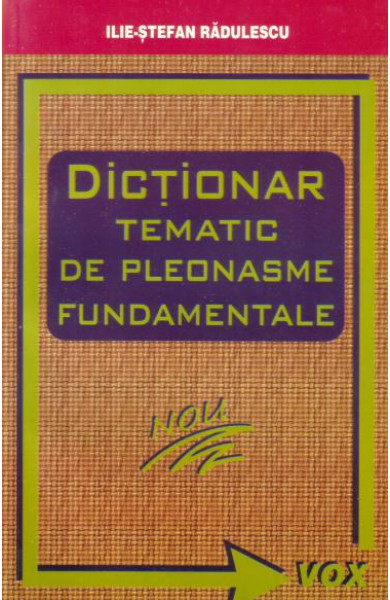 ILIE-ȘTEFAN RĂDULESCU
DICȚIONAR
TEMATIC
DE PLEONASME
FUNDAMENTALE
NOU
VOX